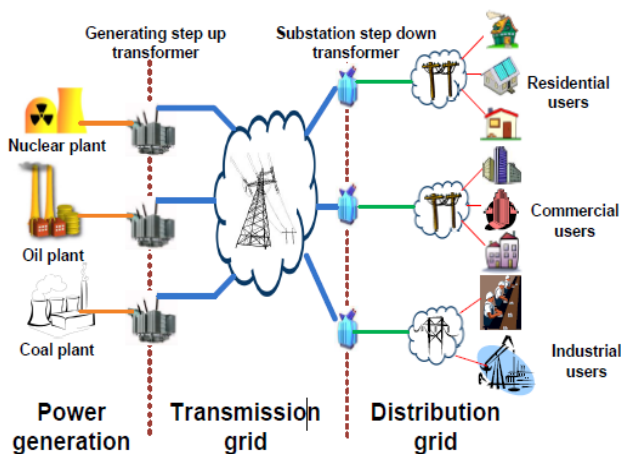 Generating step up
transformer
Substation step down
transformer
Nuclear plant
Oil plant
Coal plant
Residential
users
Commercial
users
Industrial
users
Power
generation
Transmission
grid
Distribution
grid